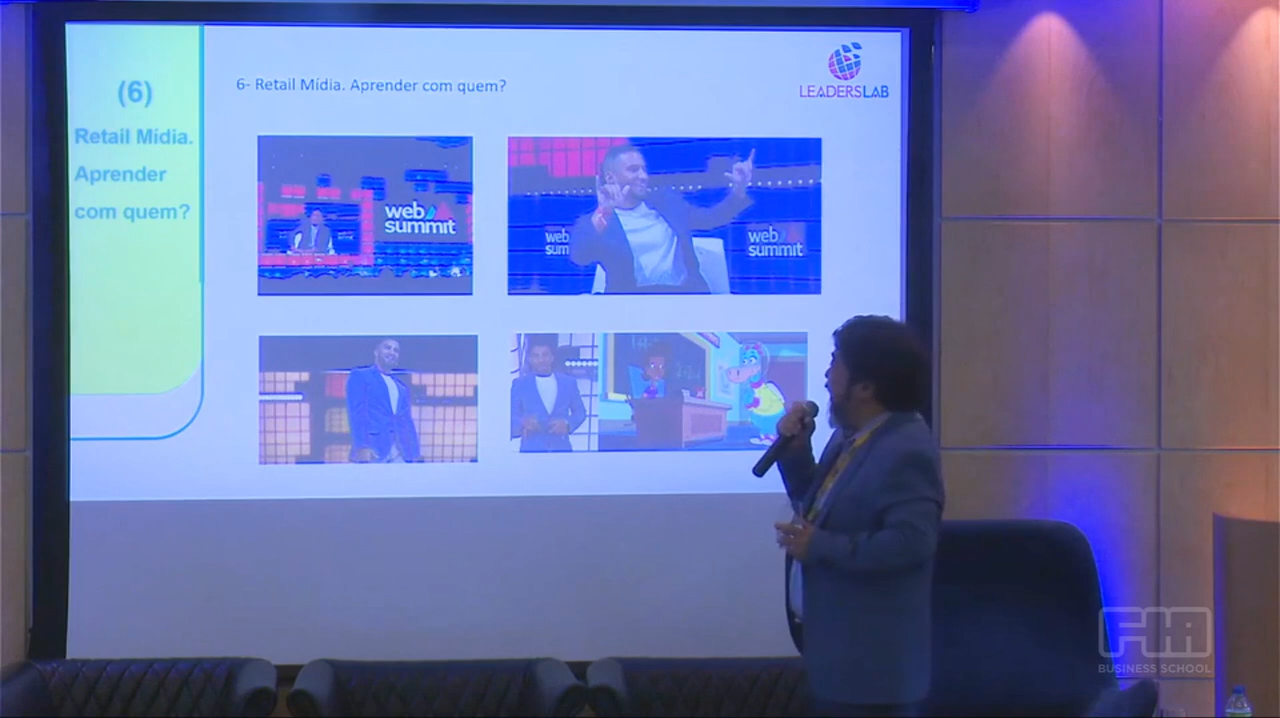 (6)
Retail Mídia.
Aprender
com quem?
6- Retail Mídia. Aprender com quem?
LEADERSLAB
web
summit
web
sum
web
summit
FIA
BUSINESS SCHOOL